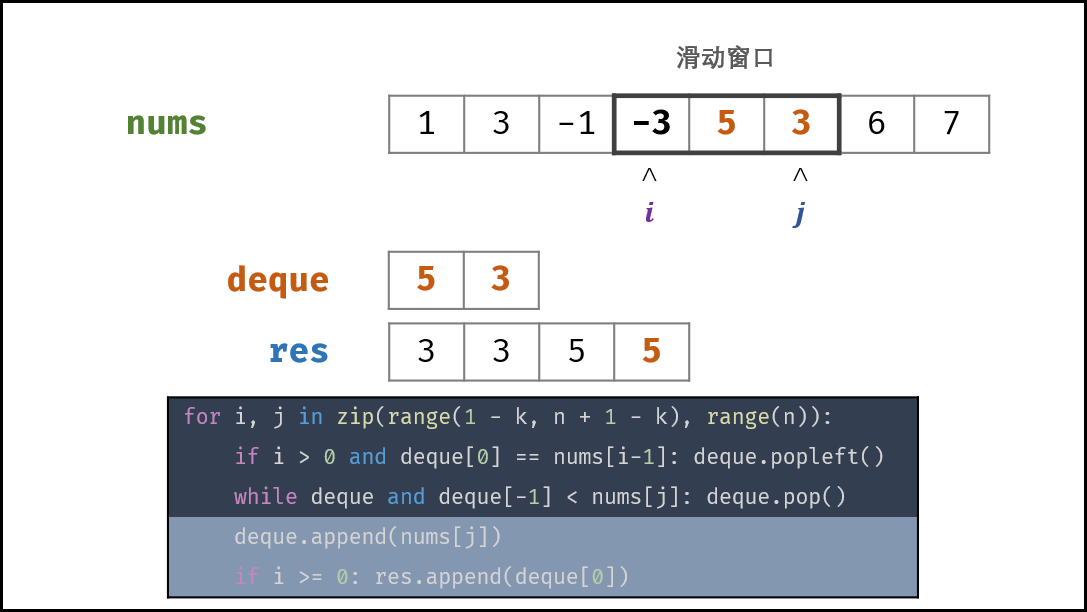 滑动窗口
nums 1 3 -1 -3 5 3 6 7
^ ^
i j
deque 5 3
res 3 3 5 5
for i, j in zip(range(1 - k, n + 1 - k), range(n)):
    if i > 0 and deque[0] == nums[i-1]: deque.popleft()
    while deque and deque[-1] < nums[j]: deque.pop()
    deque.append(nums[j])
    if i >= 0: res.append(deque[0])